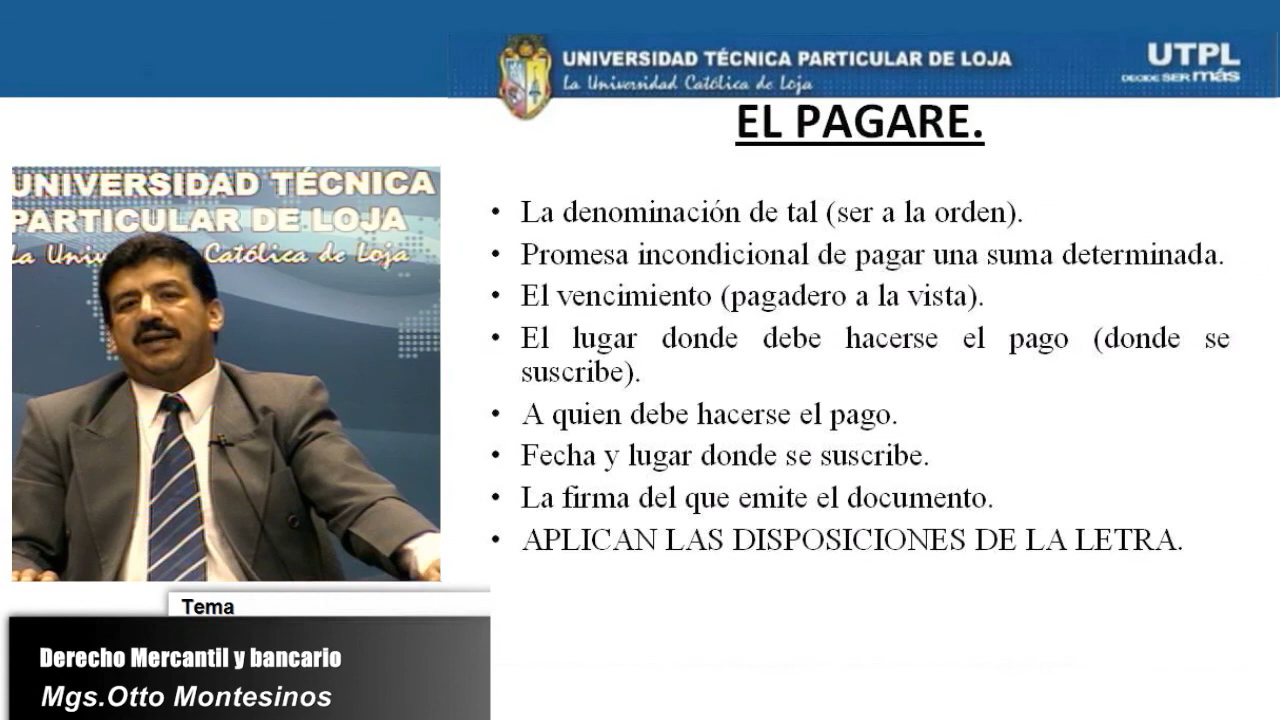 UNIVERSIDAD TÉCNICA PARTICULAR DE LOJA
La Universidad Católica de Loja
UTPL
DECIDE SER más
EL PAGARE.
UNIVERSIDAD TÉCNICA
PARTICULAR DE LOJA
La Univ Católica de Loja
• La denominación de tal (ser a la orden).
• Promesa incondicional de pagar una suma determinada.
• El vencimiento (pagadero a la vista).
• El lugar donde debe hacerse el pago (donde se
suscribe).
• A quien debe hacerse el pago.
• Fecha y lugar donde se suscribe.
• La firma del que emite el documento.
• APLICAN LAS DISPOSICIONES DE LA LETRA.
Tema
Derecho Mercantil y bancario
Mgs.Otto Montesinos